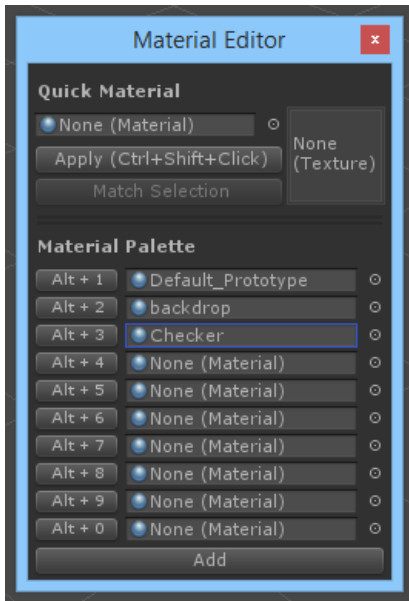 Material Editor
x
Quick Material
None (Material)
None
(Texture)
Apply (Ctrl+Shift+Click)
Match Selection
Material Palette
Alt + 1 Default_Prototype
Alt + 2 backdrop
Alt + 3 Checker
Alt + 4 None (Material)
Alt + 5 None (Material)
Alt + 6 None (Material)
Alt + 7 None (Material)
Alt + 8 None (Material)
Alt + 9 None (Material)
Alt + 0 None (Material)
Add